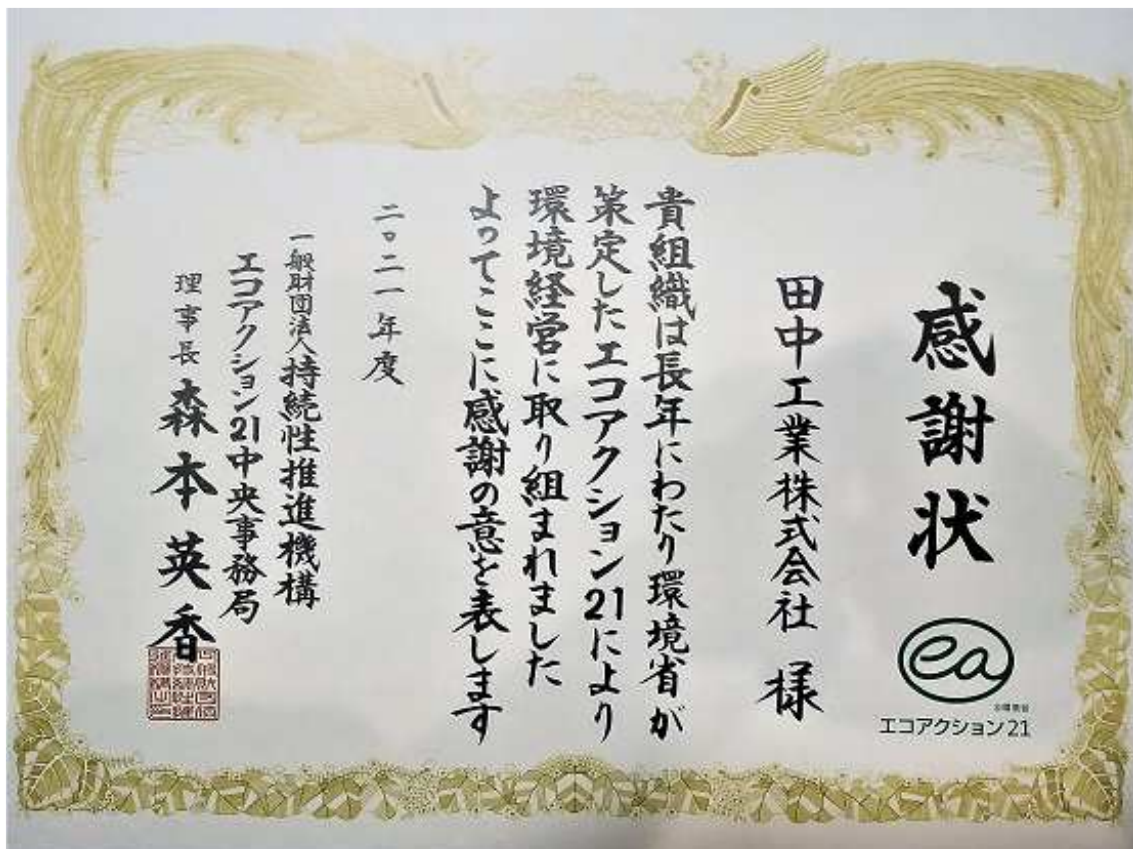 感謝状
ea
©環境省
エコアクション21
田中工業株式会社 様
貴組織は長年にわたり環境省が
策定したエコアクション21により
環境経営に取り組まれました
よってここに感謝の意を表します
二〇二一年度
一般財団法人持続性推進機構
エコアクション21中央事務局
理事長 森本英香